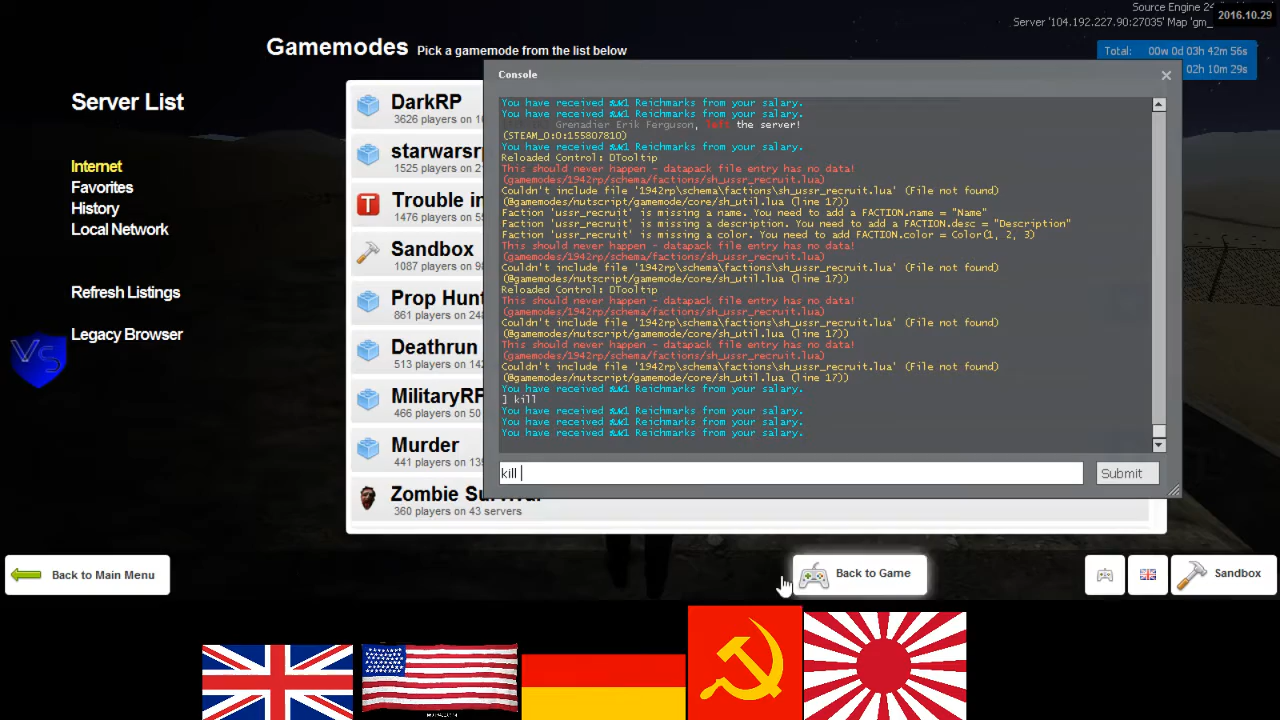 Source Engine 24
2016.10.29
Server '104.192.227.90:27035' Map 'gm_
Gamemodes Pick a gamemode from the list below
Total: 00w 0d 03h 42m 56s
02h 10m 29s
Console
Server List
Internet
Favorites
History
Local Network
Refresh Listings
Legacy Browser
VS
DarkRP
3626 players on 10
starwarsrp
1525 players on 21
Trouble in
1476 players on 55
Sandbox
1087 players on 98
Prop Hunt
861 players on 248
Deathrun
513 players on 142
MilitaryRP
466 players on 50
Murder
441 players on 139
Zombie Survival
360 players on 43 servers
You have received 1 Reichmarks from your salary.
You have received 1 Reichmarks from your salary.
Grenadier Erik Ferguson, left the server!
(STEAM_0:0:155807810)
You have received 1 Reichmarks from your salary.
Reloaded Control: DTooltip
This should never happen - datapack file entry has no data!
(gamemodes/1942rp/schema/factions/sh_ussr_recruit.lua)
Couldn't include file '1942rp\schema\factions\sh_ussr_recruit.lua' (File not found)
(@gamemodes/nutscript/gamemode/core/sh_util.lua (line 17))
Faction 'ussr_recruit' is missing a name. You need to add a FACTION.name = "Name"
Faction 'ussr_recruit' is missing a description. You need to add a FACTION.desc = "Description"
Faction 'ussr_recruit' is missing a color. You need to add FACTION.color = Color(1, 2, 3)
This should never happen - datapack file entry has no data!
(gamemodes/1942rp/schema/factions/sh_ussr_recruit.lua)
Couldn't include file '1942rp\schema\factions\sh_ussr_recruit.lua' (File not found)
(@gamemodes/nutscript/gamemode/core/sh_util.lua (line 17))
Reloaded Control: DTooltip
This should never happen - datapack file entry has no data!
(gamemodes/1942rp/schema/factions/sh_ussr_recruit.lua)
Couldn't include file '1942rp\schema\factions\sh_ussr_recruit.lua' (File not found)
(@gamemodes/nutscript/gamemode/core/sh_util.lua (line 17))
This should never happen - datapack file entry has no data!
(gamemodes/1942rp/schema/factions/sh_ussr_recruit.lua)
Couldn't include file '1942rp\schema\factions\sh_ussr_recruit.lua' (File not found)
(@gamemodes/nutscript/gamemode/core/sh_util.lua (line 17))
You have received 1 Reichmarks from your salary.
] kill
You have received 1 Reichmarks from your salary.
You have received 1 Reichmarks from your salary.
You have received 1 Reichmarks from your salary.
kill
Submit
Back to Main Menu
Back to Game
Sandbox